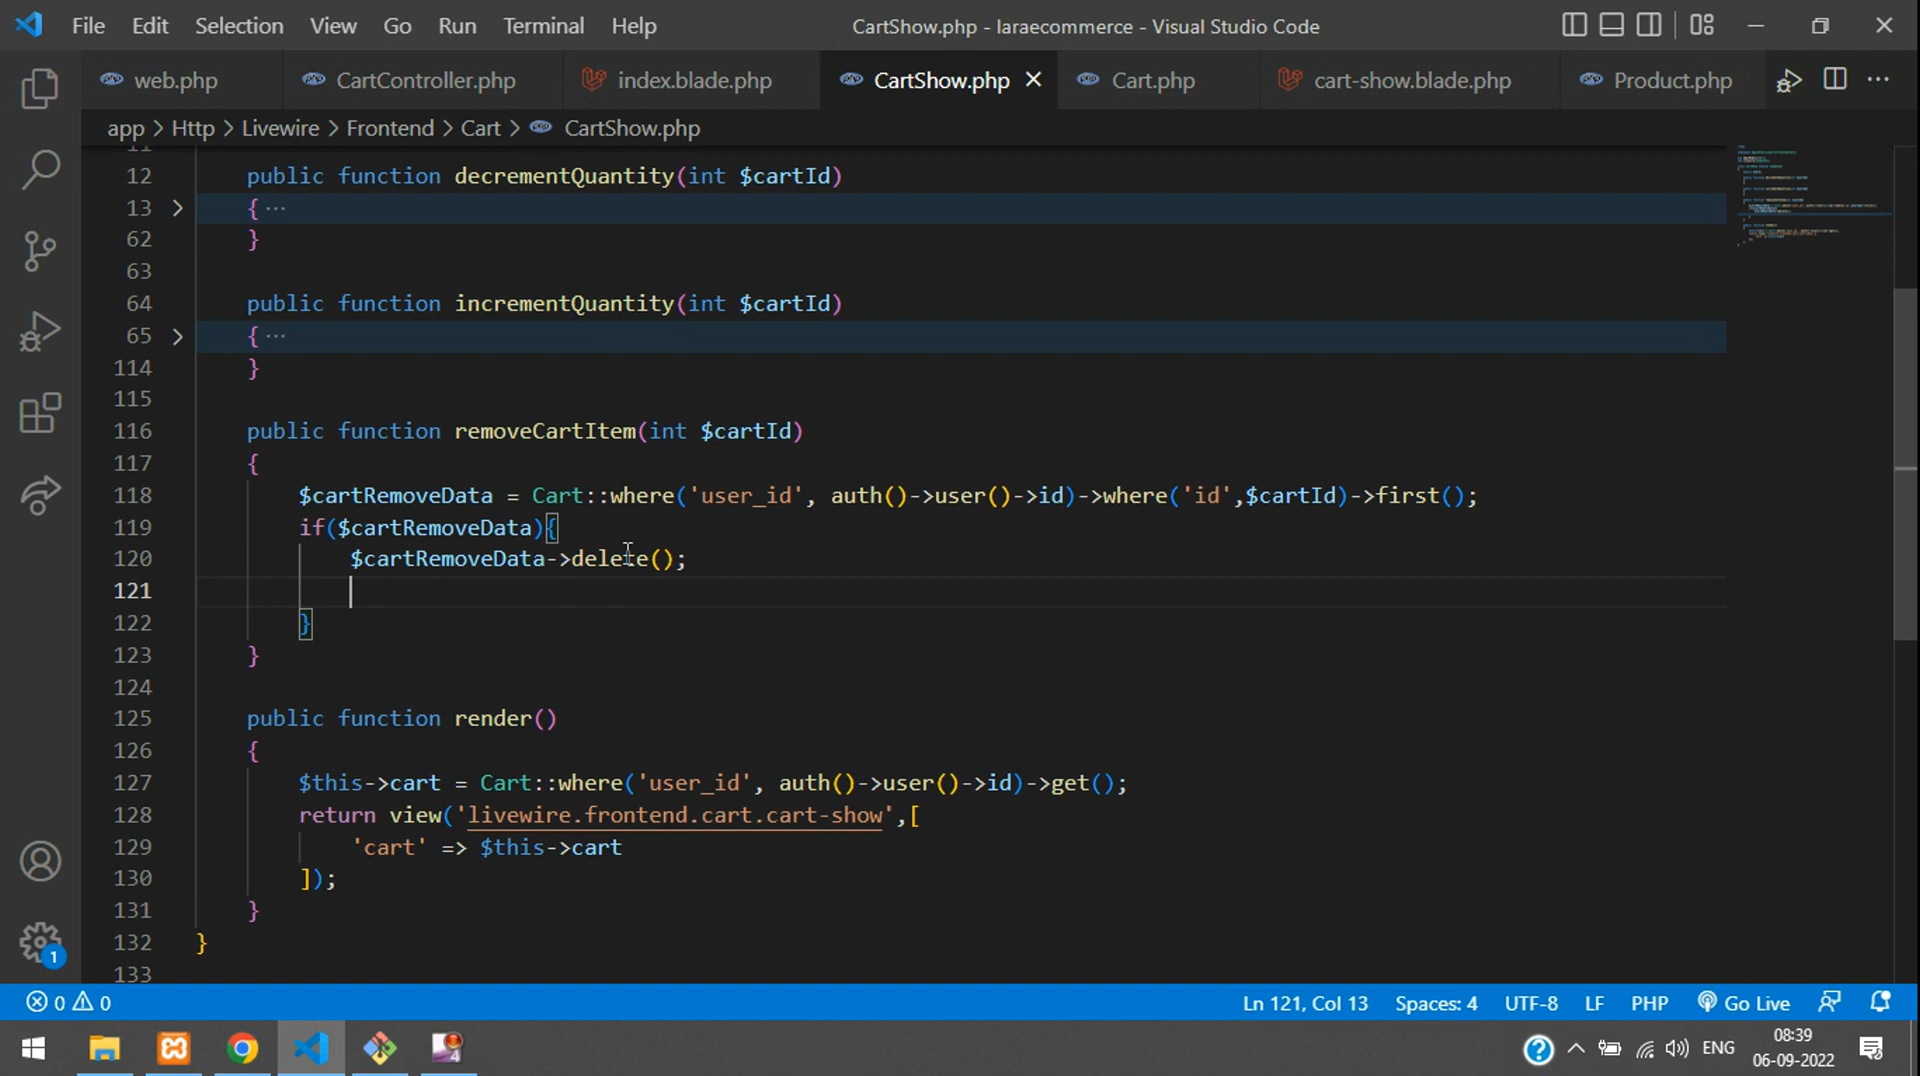 File Edit Selection View Go Run Terminal Help CartShow.php - laraecommerce - Visual Studio Code
web.php CartController.php index.blade.php CartShow.php Cart.php cart-show.blade.php Product.php
app > Http > Livewire > Frontend > Cart > CartShow.php
11
12 public function decrementQuantity(int $cartId)
13 { ...
62 }
63
64 public function incrementQuantity(int $cartId)
65 { ...
114 }
115
116 public function removeCartItem(int $cartId)
117 {
118 $cartRemoveData = Cart::where('user_id', auth()->user()->id)->where('id',$cartId)->first();
119 if($cartRemoveData){
120 $cartRemoveData->delete();
121
122 }
123 }
124
125 public function render()
126 {
127 $this->cart = Cart::where('user_id', auth()->user()->id)->get();
128 return view('livewire.frontend.cart.cart-show',[
129 'cart' => $this->cart
130 ]);
131 }
132 }
133
1
0 0 Ln 121, Col 13 Spaces: 4 UTF-8 LF PHP Go Live
4 ENG 08:39
06-09-2022